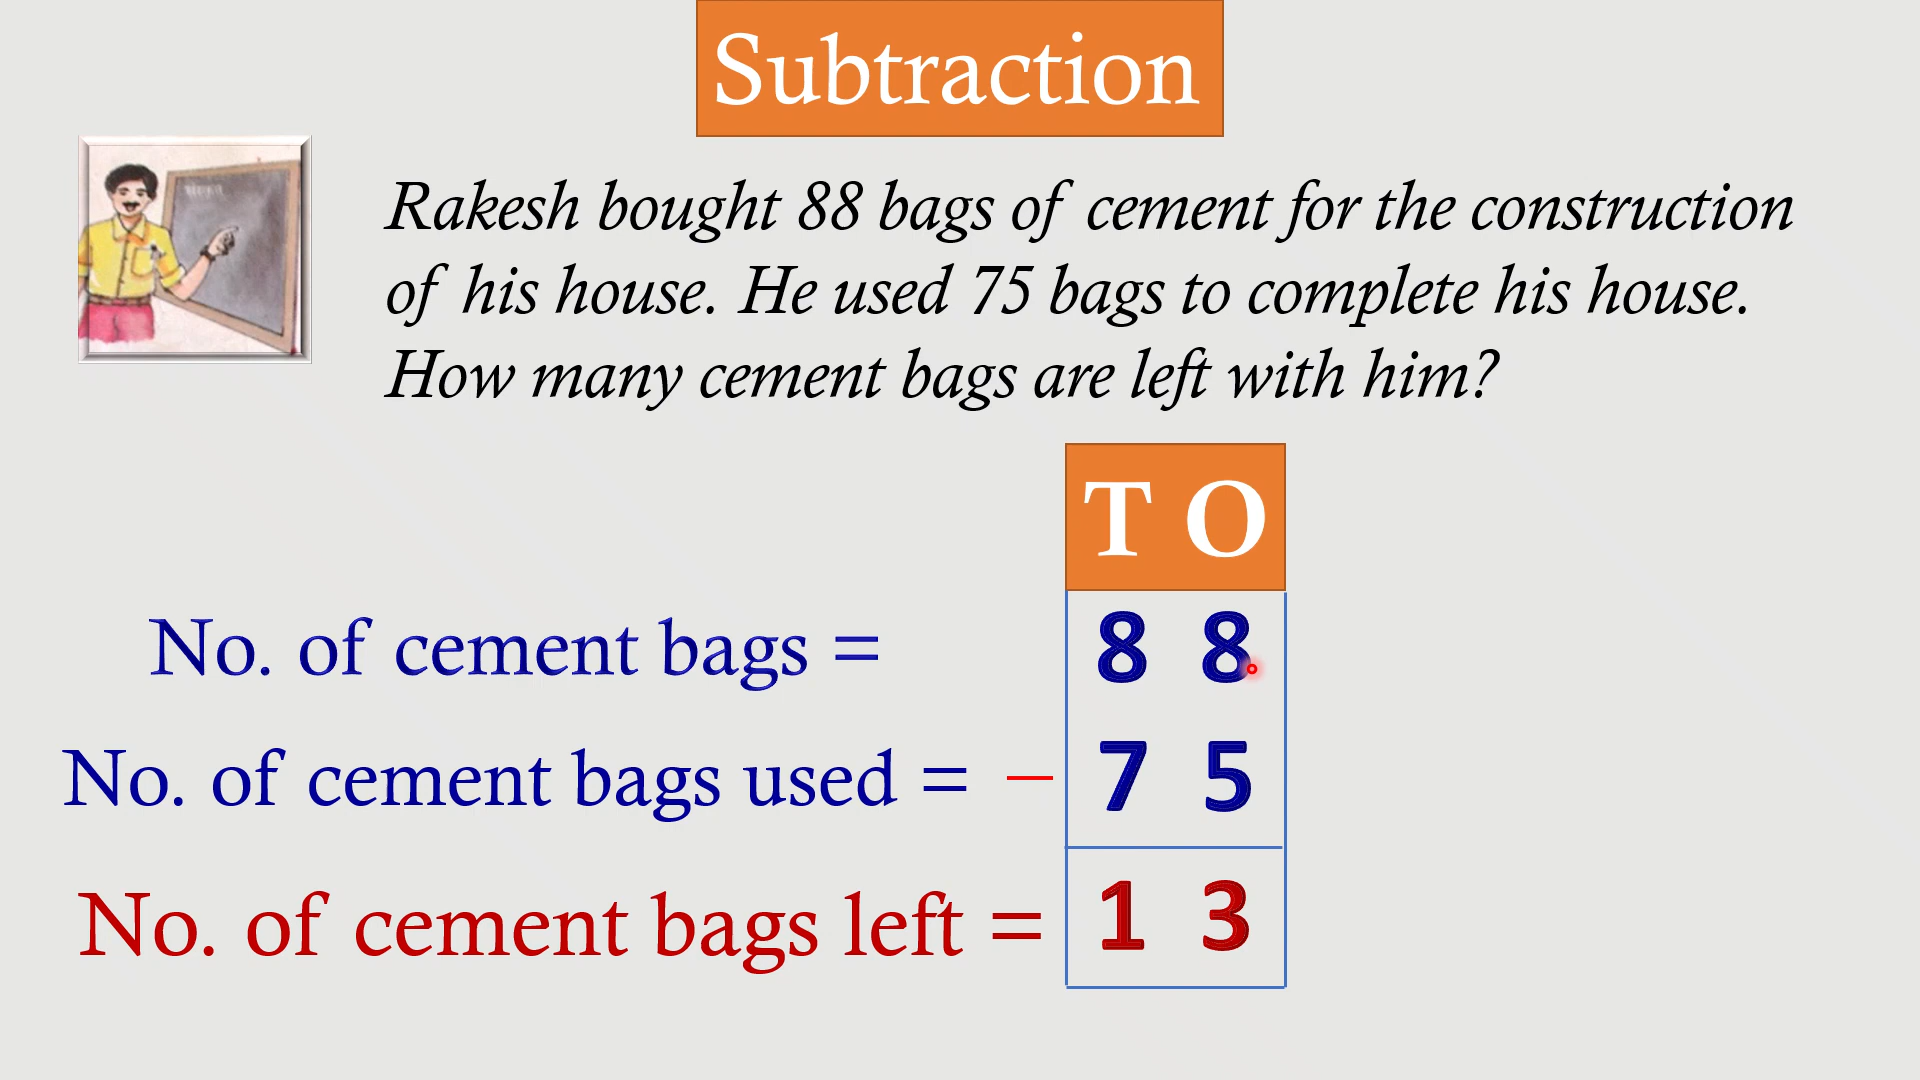 Subtraction
Rakesh bought 88 bags of cement for the construction
of his house. He used 75 bags to complete his house.
How many cement bags are left with him?
T O
No. of cement bags = 8 8
No. of cement bags used = − 7 5
No. of cement bags left = 1 3